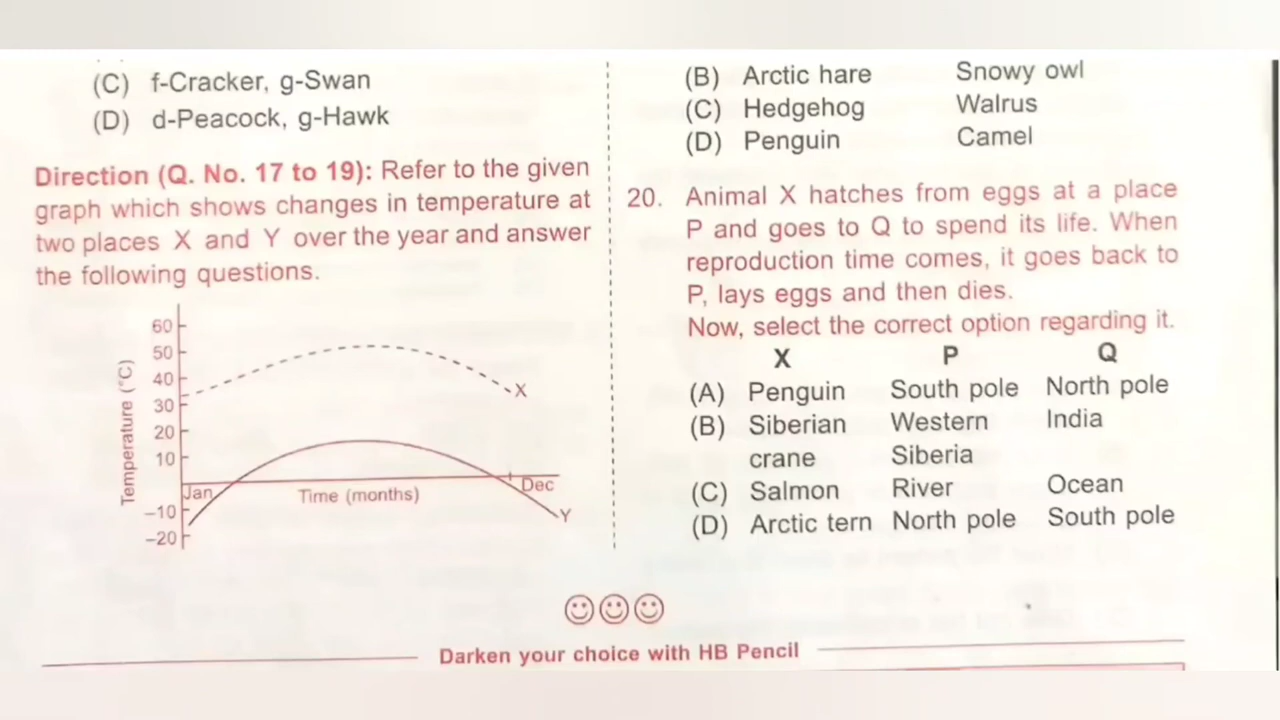 (C) f-Cracker, g-Swan
(D) d-Peacock, g-Hawk
Direction (Q. No. 17 to 19): Refer to the given
graph which shows changes in temperature at
two places X and Y over the year and answer
the following questions.
Temperature (°C)
60
50
40
30
20
10
–10
–20
X
Jan
Time (months)
Dec
Y
(B) Arctic hare Snowy owl
(C) Hedgehog Walrus
(D) Penguin Camel
20. Animal X hatches from eggs at a place
P and goes to Q to spend its life. When
reproduction time comes, it goes back to
P, lays eggs and then dies.
Now, select the correct option regarding it.
X P Q
(A) Penguin South pole North pole
(B) Siberian Western India
crane Siberia
(C) Salmon River Ocean
(D) Arctic tern North pole South pole
Darken your choice with HB Pencil